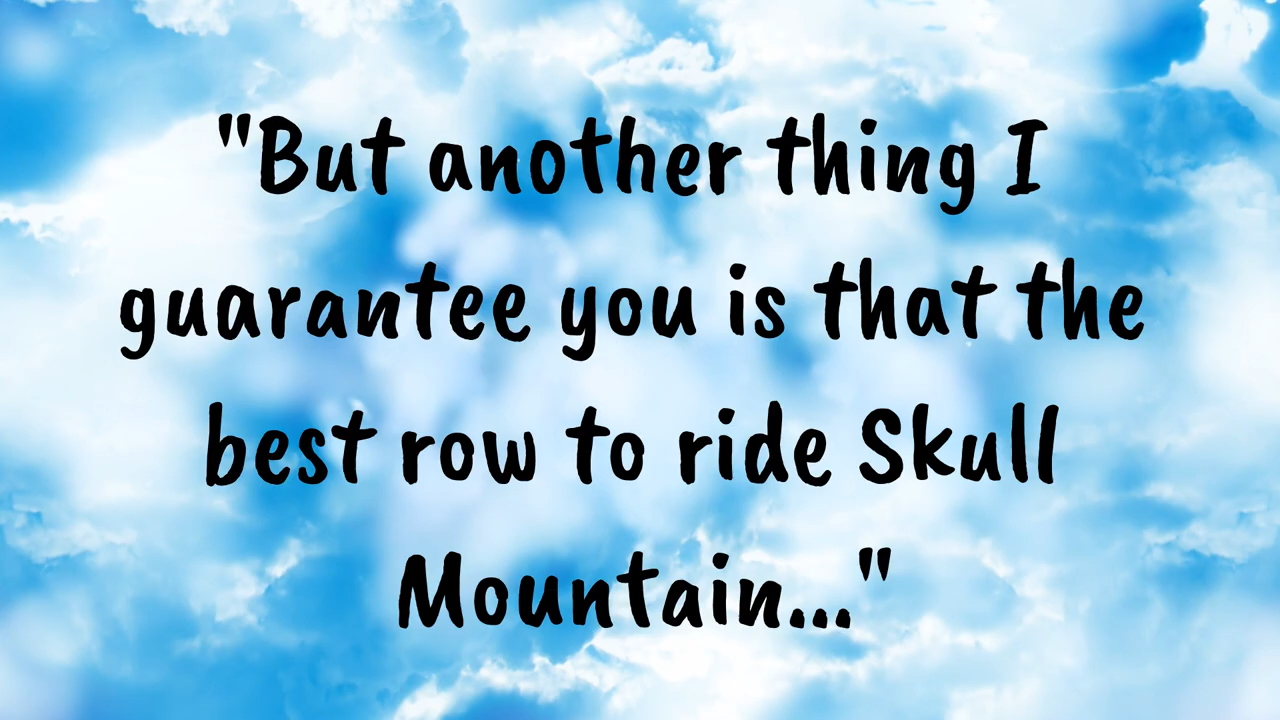 "But another thing I
guarantee you is that the
best row to ride Skull
Mountain..."